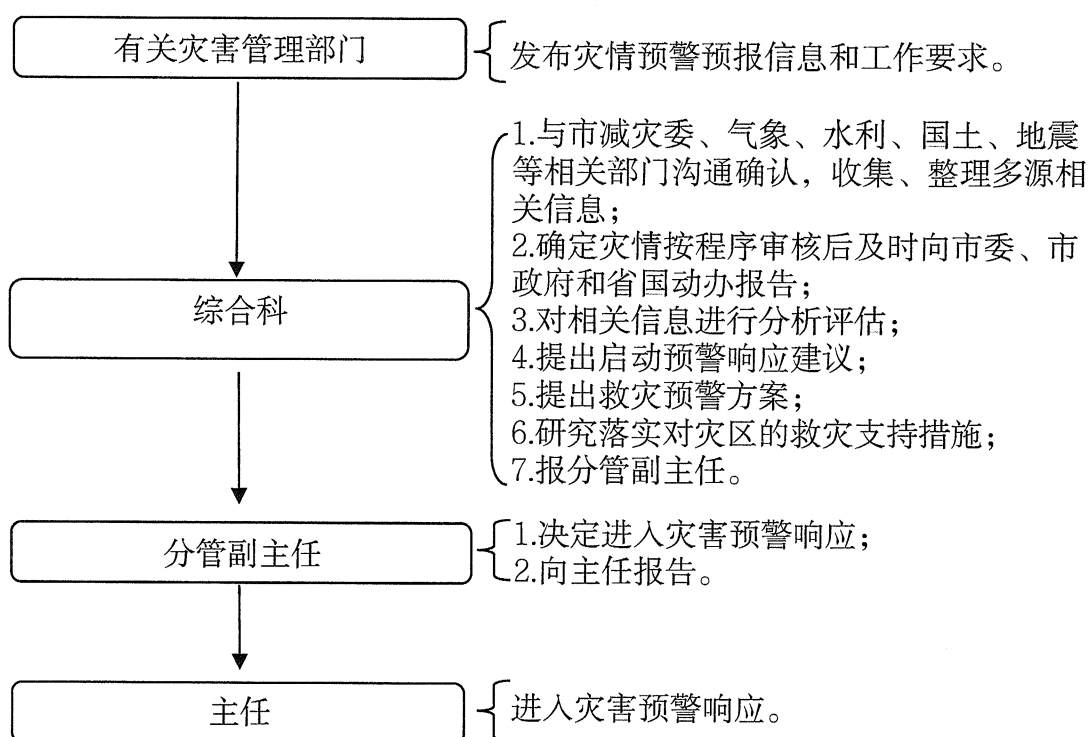 有关灾害管理部门
发布灾情预警预报信息和工作要求。
综合科
1.与市减灾委、气象、水利、国土、地震
等相关部门沟通确认，收集、整理多源相
关信息；
2.确定灾情按程序审核后及时向市委、市
政府和省国动办报告；
3.对相关信息进行分析评估；
4.提出启动预警响应建议；
5.提出救灾预警方案；
6.研究落实对灾区的救灾支持措施；
7.报分管副主任。
分管副主任
1.决定进入灾害预警响应；
2.向主任报告。
主任
进入灾害预警响应。